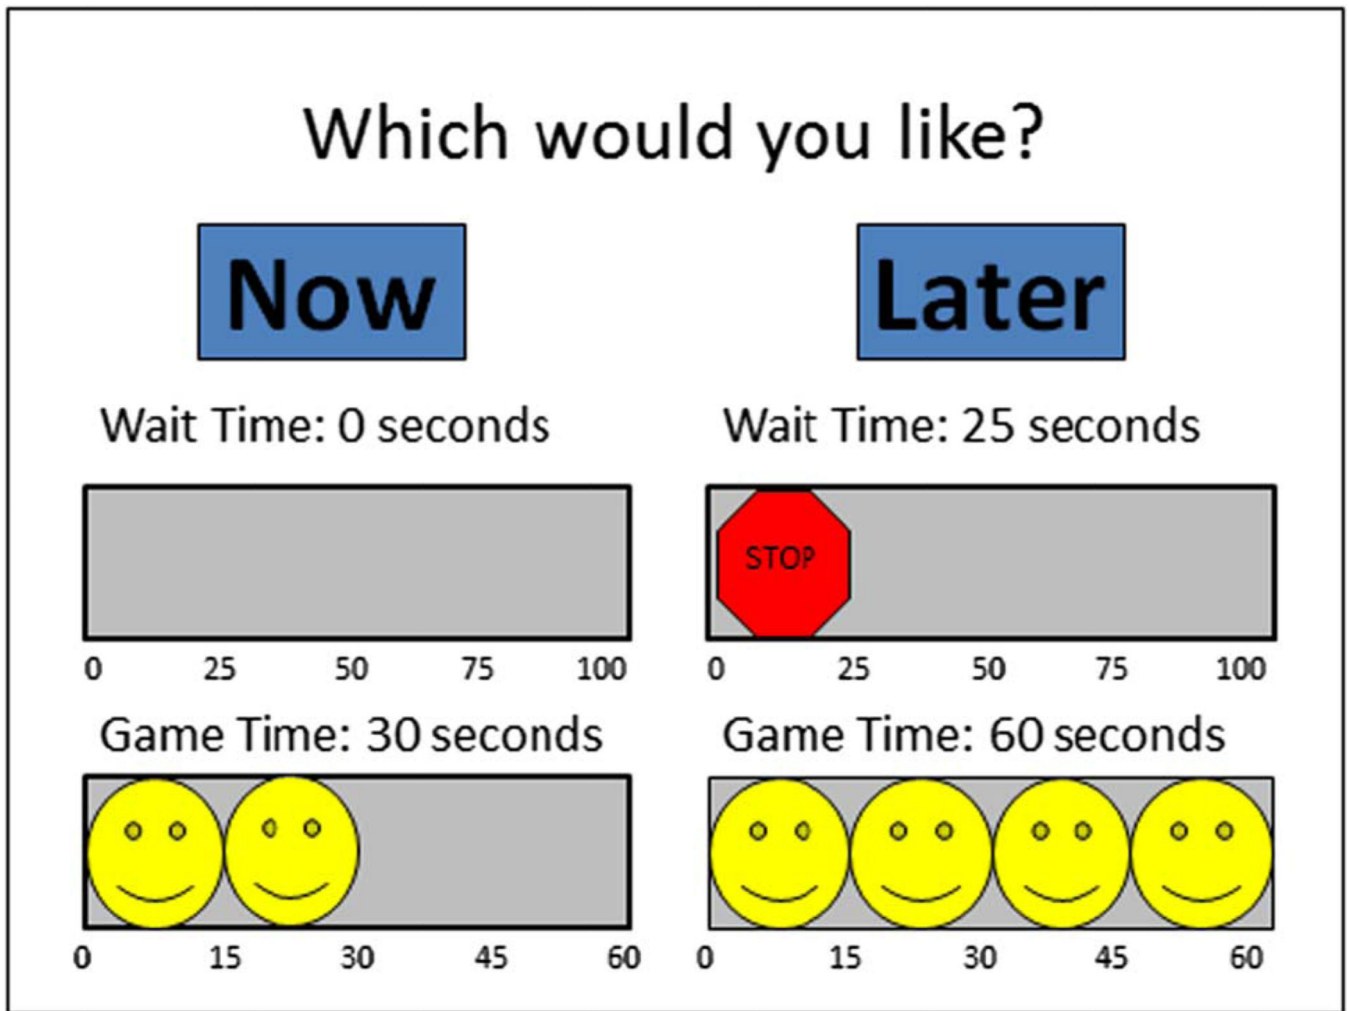 Which would you like?
Now
Later
Wait Time: 0 seconds
Wait Time: 25 seconds
STOP
0 25 50 75 100
0 25 50 75 100
Game Time: 30 seconds
Game Time: 60 seconds
0 15 30 45 60
0 15 30 45 60